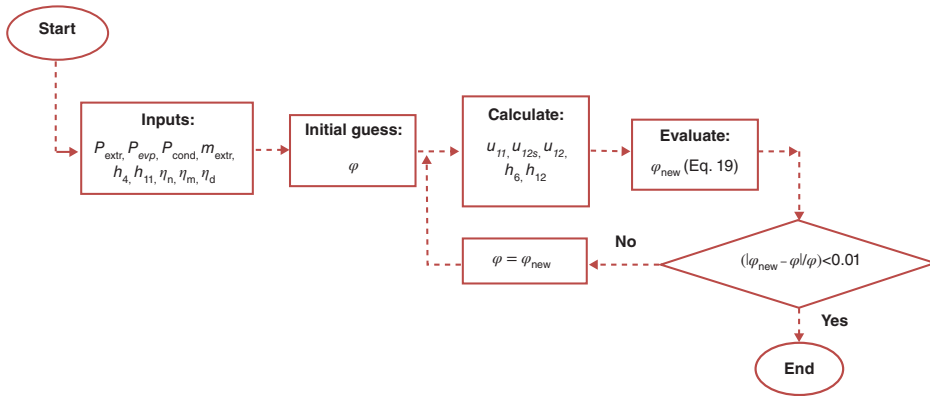 Start
Inputs:
P_extr, P_evp, P_cond, m_extr,
h_4, h_11, η_n, η_m, η_d
Initial guess:
φ
Calculate:
u_11, u_12s, u_12,
h_6, h_12
Evaluate:
φ_new (Eq. 19)
(|φ_new – φ|/φ)<0.01
No
φ = φ_new
Yes
End